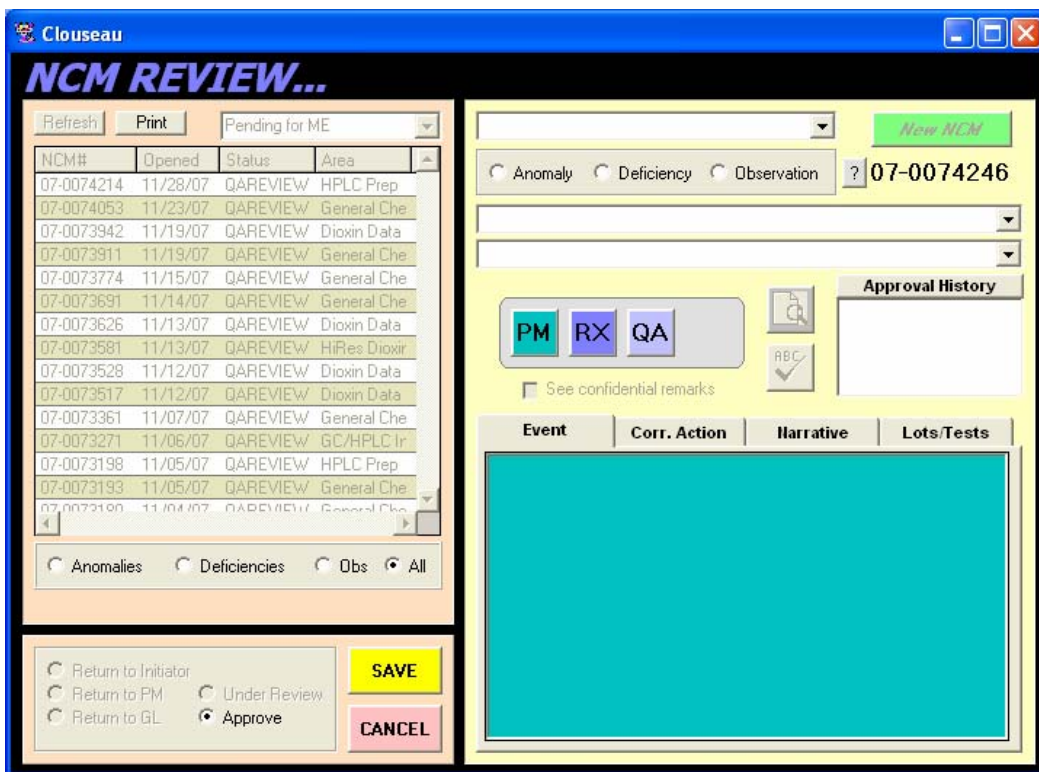 Clouseau
NCM REVIEW...
Refresh Print Pending for ME
NCM# Opened Status Area
07-0074214 11/28/07 QAREVIEW HPLC Prep
07-0074053 11/23/07 QAREVIEW General Che
07-0073942 11/19/07 QAREVIEW Dioxin Data
07-0073911 11/19/07 QAREVIEW General Che
07-0073774 11/15/07 QAREVIEW General Che
07-0073691 11/14/07 QAREVIEW General Che
07-0073626 11/13/07 QAREVIEW Dioxin Data
07-0073581 11/13/07 QAREVIEW HiRes Dioxir
07-0073528 11/12/07 QAREVIEW Dioxin Data
07-0073517 11/12/07 QAREVIEW Dioxin Data
07-0073361 11/07/07 QAREVIEW General Che
07-0073271 11/06/07 QAREVIEW GC/HPLC Ir
07-0073198 11/05/07 QAREVIEW HPLC Prep
07-0073193 11/05/07 QAREVIEW General Che
07-0073180 11/04/07 QAREVIEW General Che
Anomalies Deficiencies Obs All
Return to Initiator
Return to PM Under Review
Return to GL Approve
SAVE
CANCEL
New NCM
Anomaly Deficiency Observation ? 07-0074246
Approval History
PM RX QA
ABC
See confidential remarks
Event Corr. Action Narrative Lots/Tests